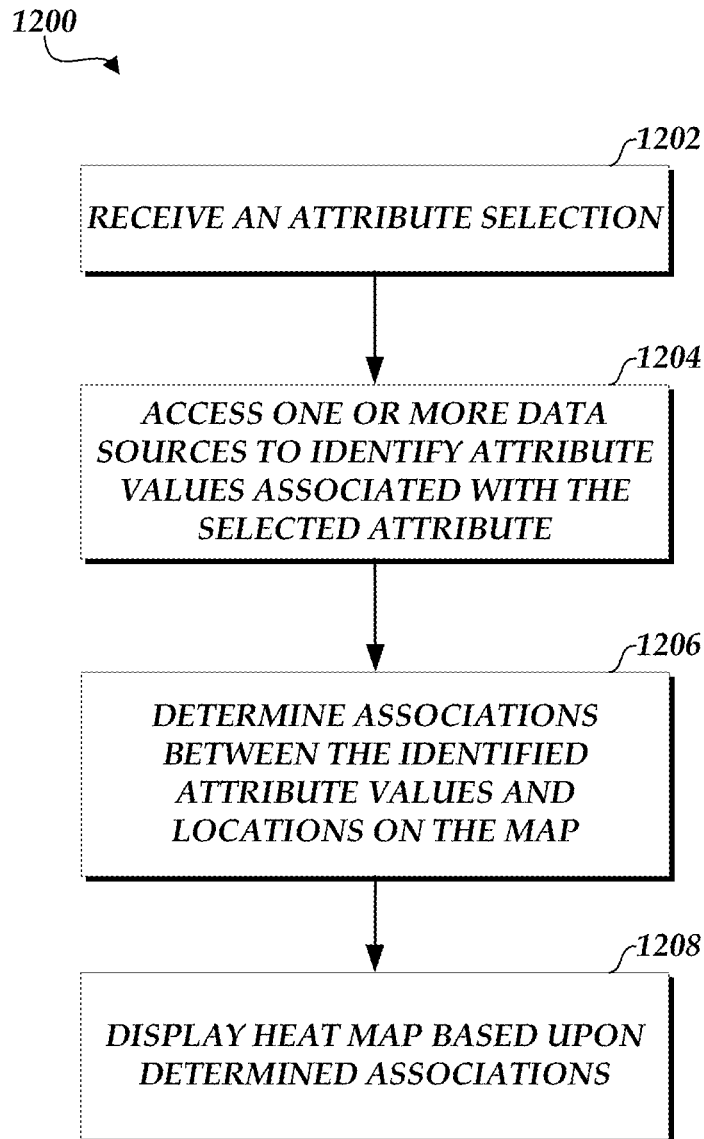 1200
1202
RECEIVE AN ATTRIBUTE SELECTION
1204
ACCESS ONE OR MORE DATA
SOURCES TO IDENTIFY ATTRIBUTE
VALUES ASSOCIATED WITH THE
SELECTED ATTRIBUTE
1206
DETERMINE ASSOCIATIONS
BETWEEN THE IDENTIFIED
ATTRIBUTE VALUES AND
LOCATIONS ON THE MAP
1208
DISPLAY HEAT MAP BASED UPON
DETERMINED ASSOCIATIONS